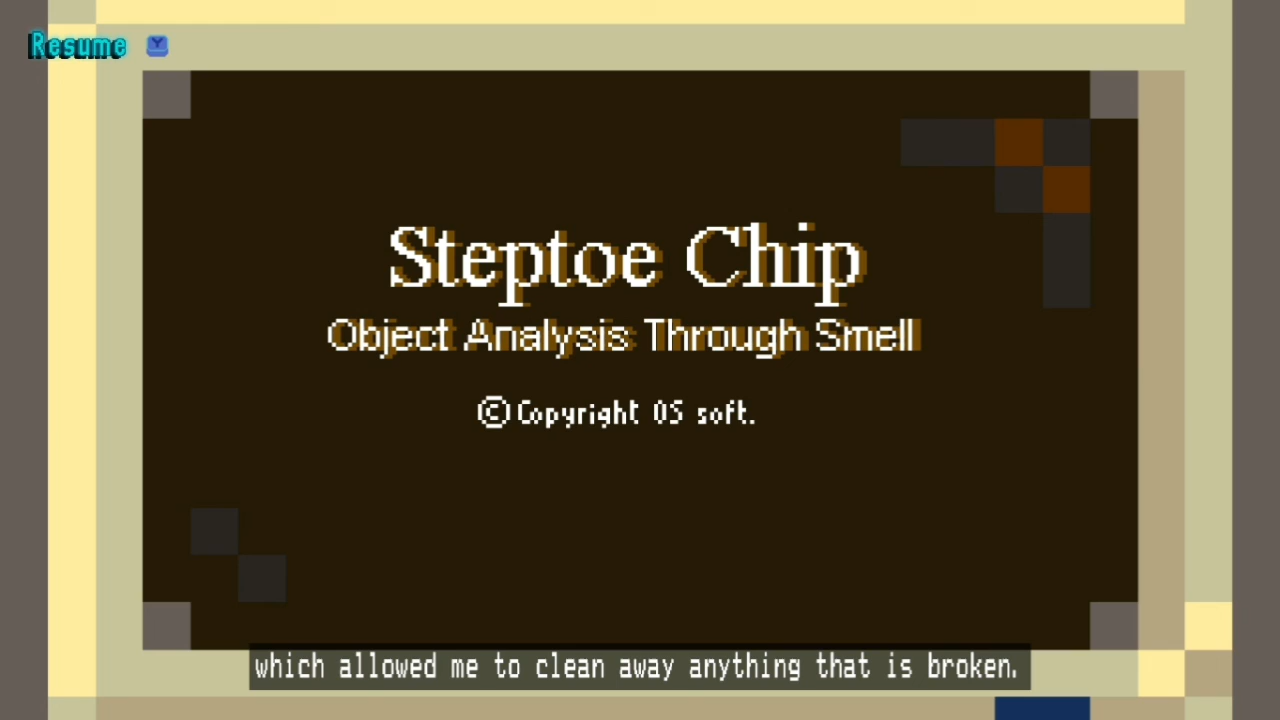 Resume Y
Steptoe Chip
Object Analysis Through Smell
© Copyright OS soft.
which allowed me to clean away anything that is broken.